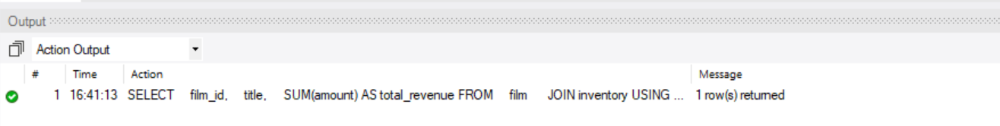 Output
Action Output
# Time Action Message
1 16:41:13 SELECT film_id, title, SUM(amount) AS total_revenue FROM film JOIN inventory USING ... 1 row(s) returned